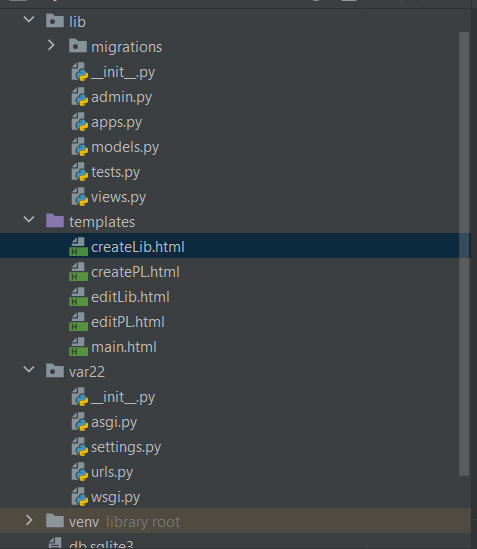 lib
migrations
__init__.py
admin.py
apps.py
models.py
tests.py
views.py
templates
createLib.html
createPL.html
editLib.html
editPL.html
main.html
var22
__init__.py
asgi.py
settings.py
urls.py
wsgi.py
venv library root
db.sqlite3